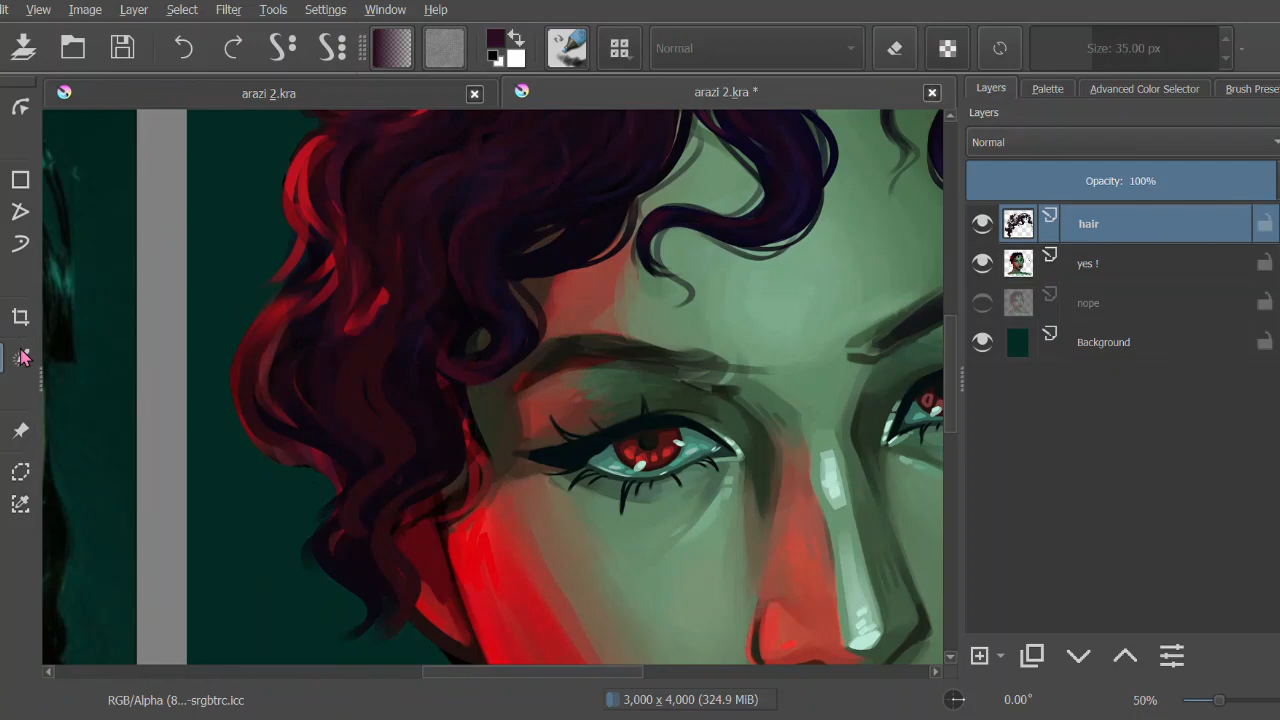 it View Image Layer Select Filter Tools Settings Window Help
Normal Size: 35.00 px
arazi 2.kra arazi 2.kra *
Layers Palette Advanced Color Selector Brush Prese
Layers
Normal
Opacity: 100%
hair
yes !
nope
Background
RGB/Alpha (8...-srgbtrc.icc 3,000 x 4,000 (324.9 MiB) 0.00° 50%